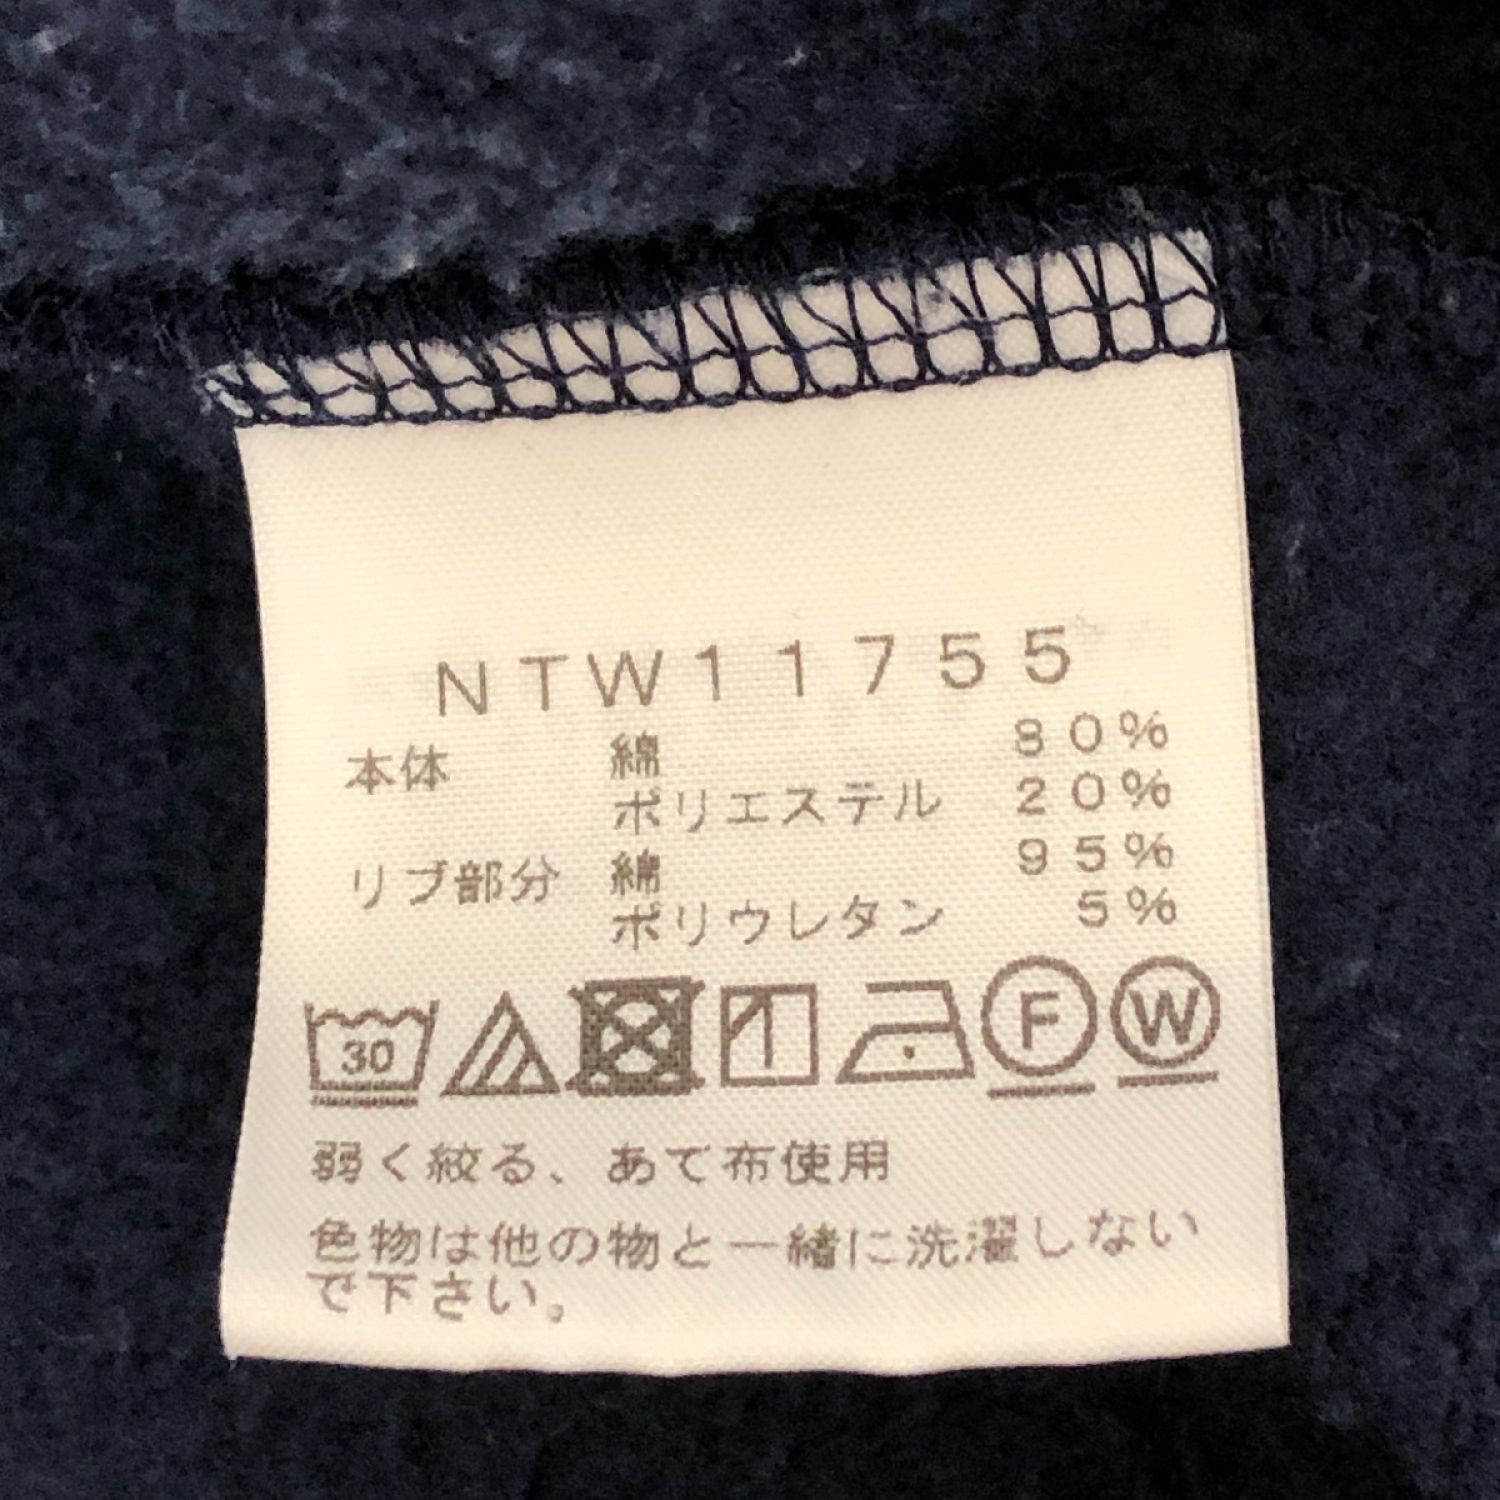 NTW11755
本体 綿 80%
ポリエステル 20%
リブ部分 綿 95%
ポリウレタン 5%
30 F W
弱く絞る、あて布使用
色物は他の物と一緒に洗濯しない
で下さい。